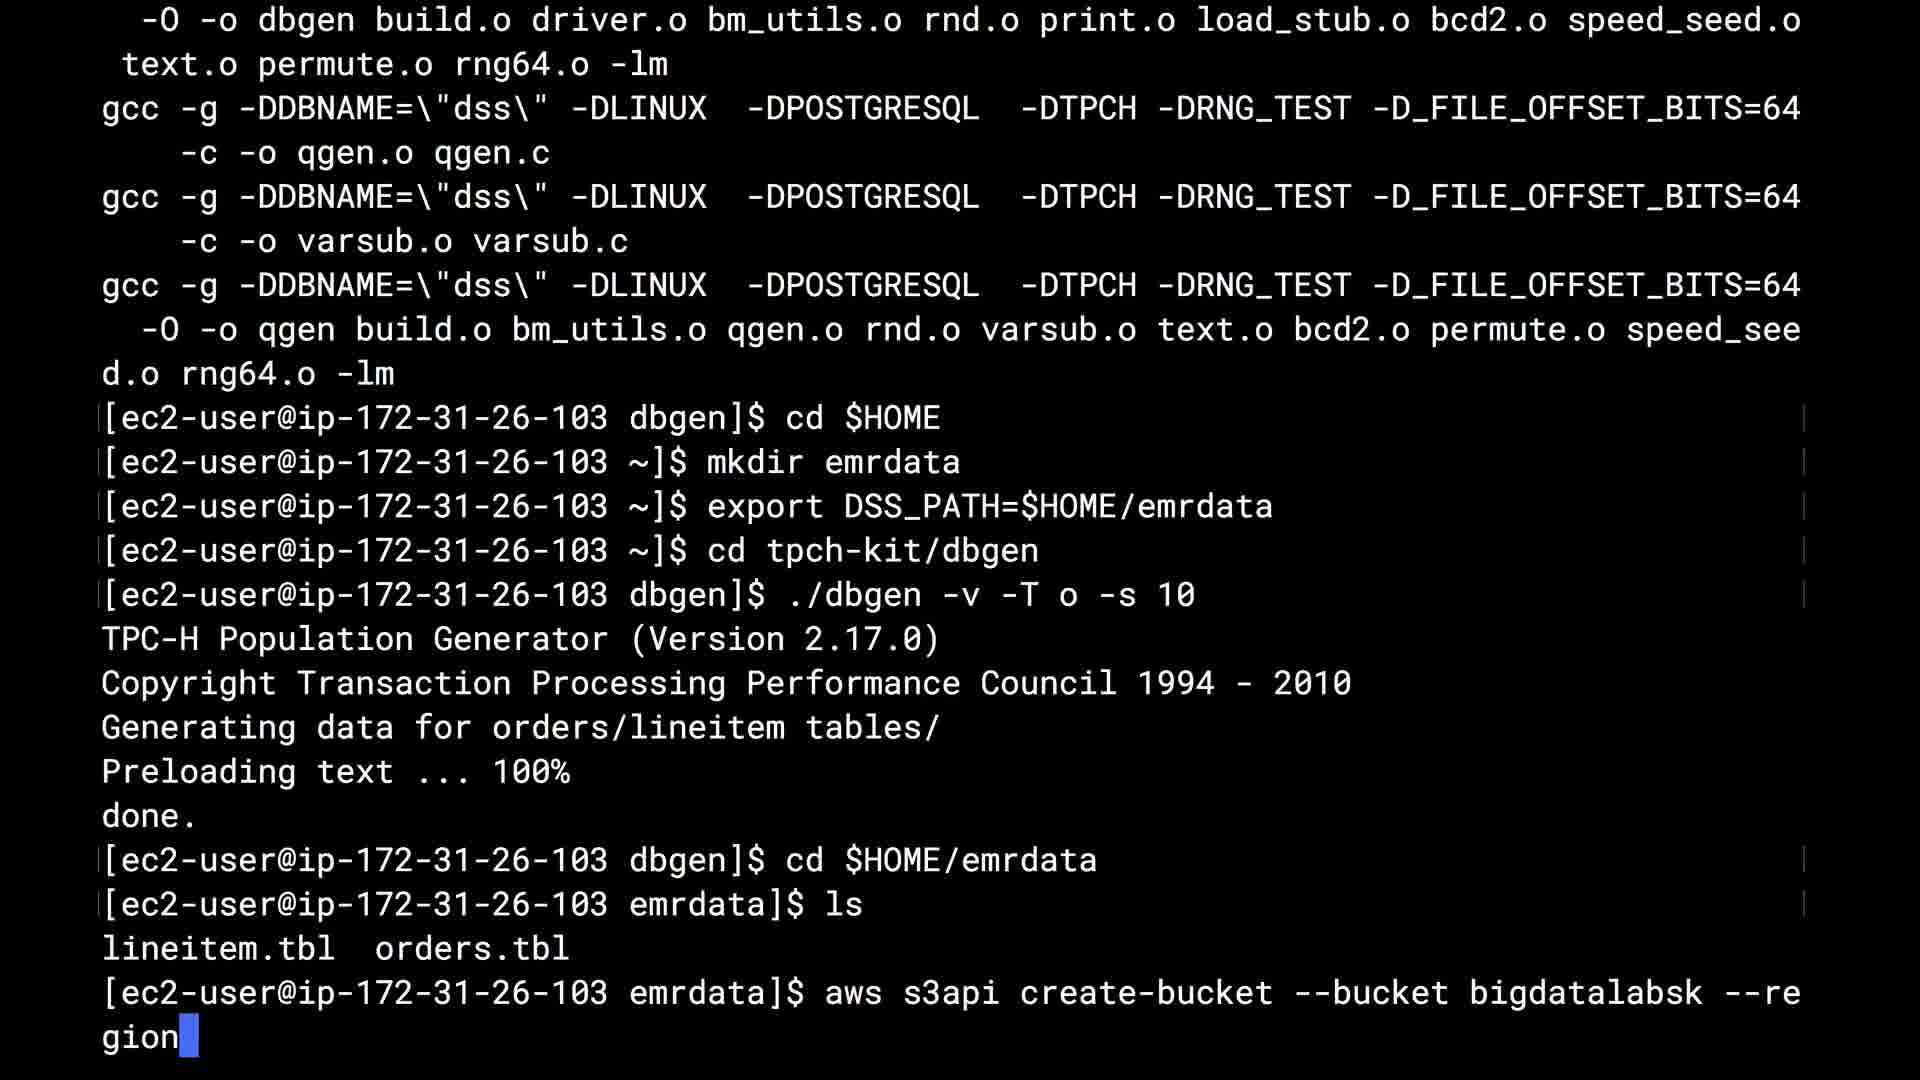 -O -o dbgen build.o driver.o bm_utils.o rnd.o print.o load_stub.o bcd2.o speed_seed.o
text.o permute.o rng64.o -lm
gcc -g -DDBNAME=\"dss\" -DLINUX  -DPOSTGRESQL  -DTPCH -DRNG_TEST -D_FILE_OFFSET_BITS=64
-c -o qgen.o qgen.c
gcc -g -DDBNAME=\"dss\" -DLINUX  -DPOSTGRESQL  -DTPCH -DRNG_TEST -D_FILE_OFFSET_BITS=64
-c -o varsub.o varsub.c
gcc -g -DDBNAME=\"dss\" -DLINUX  -DPOSTGRESQL  -DTPCH -DRNG_TEST -D_FILE_OFFSET_BITS=64
-O -o qgen build.o bm_utils.o qgen.o rnd.o varsub.o text.o bcd2.o permute.o speed_see
d.o rng64.o -lm
[ec2-user@ip-172-31-26-103 dbgen]$ cd $HOME
[ec2-user@ip-172-31-26-103 ~]$ mkdir emrdata
[ec2-user@ip-172-31-26-103 ~]$ export DSS_PATH=$HOME/emrdata
[ec2-user@ip-172-31-26-103 ~]$ cd tpch-kit/dbgen
[ec2-user@ip-172-31-26-103 dbgen]$ ./dbgen -v -T o -s 10
TPC-H Population Generator (Version 2.17.0)
Copyright Transaction Processing Performance Council 1994 - 2010
Generating data for orders/lineitem tables/
Preloading text ... 100%
done.
[ec2-user@ip-172-31-26-103 dbgen]$ cd $HOME/emrdata
[ec2-user@ip-172-31-26-103 emrdata]$ ls
lineitem.tbl  orders.tbl
[ec2-user@ip-172-31-26-103 emrdata]$ aws s3api create-bucket --bucket bigdatalabsk --re
gion